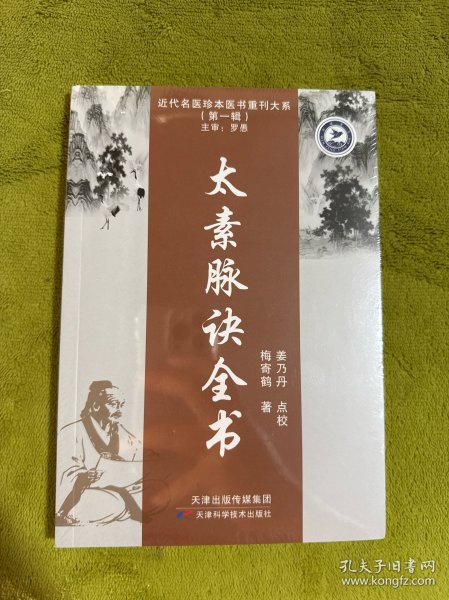 近代名医珍本医书重刊大系
（第一辑）
主审：罗愚
太素脉诀全书
姜乃丹 点校
梅寄鹤 著
天津出版传媒集团
天津科学技术出版社
孔夫子旧书网
www.kongfz.com